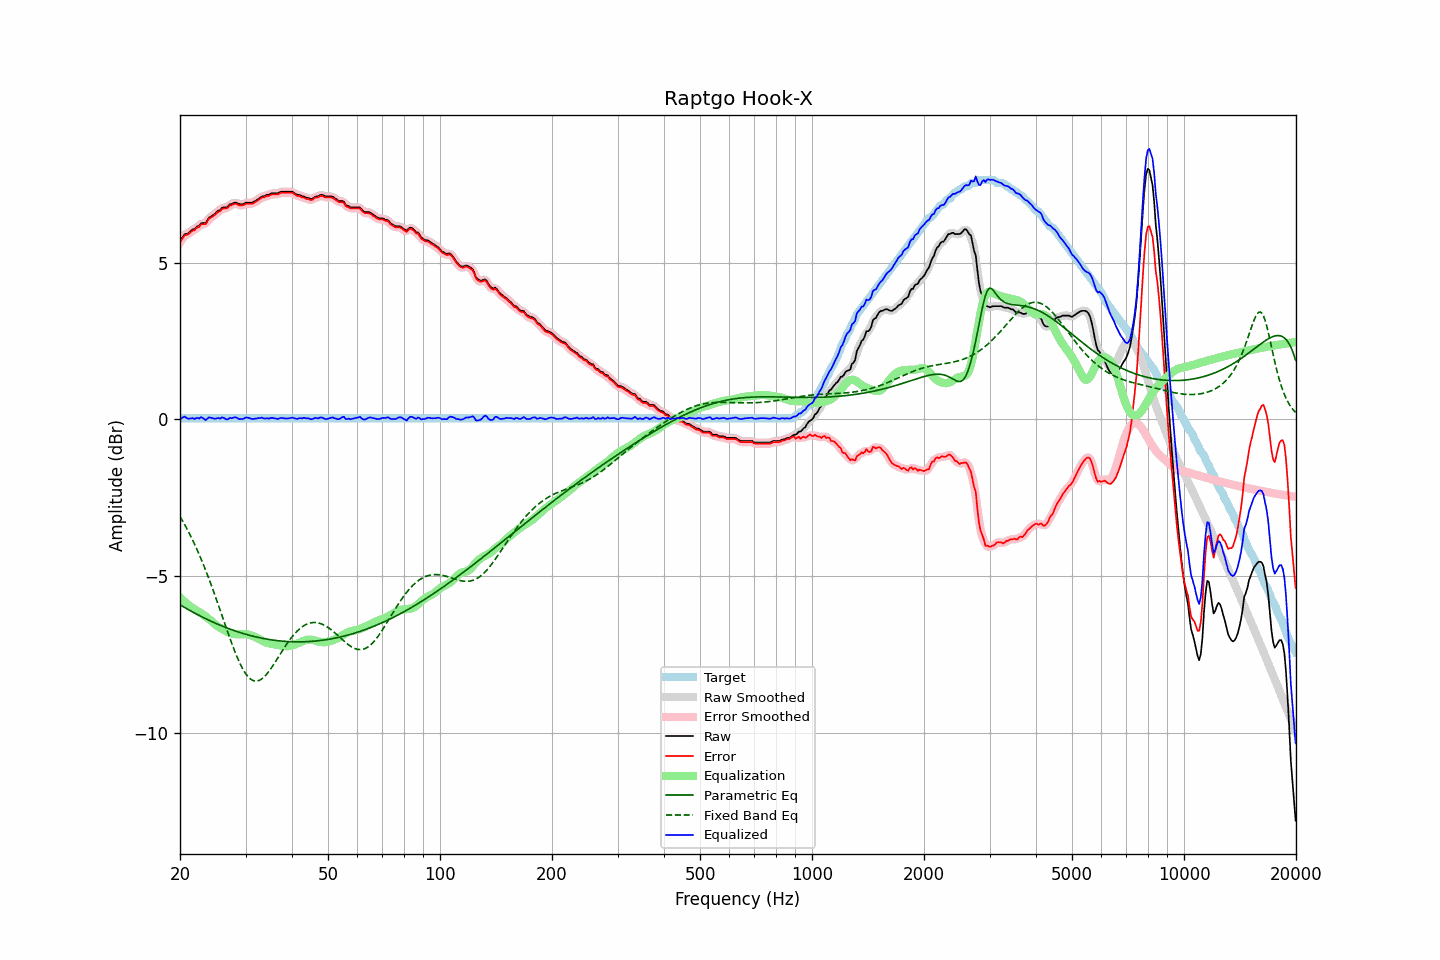 Raptgo Hook-X
Amplitude (dBr)
5
0
−5
−10
20
50
100
200
500
1000
2000
5000
10000
20000
Frequency (Hz)
Target
Raw Smoothed
Error Smoothed
Raw
Error
Equalization
Parametric Eq
Fixed Band Eq
Equalized